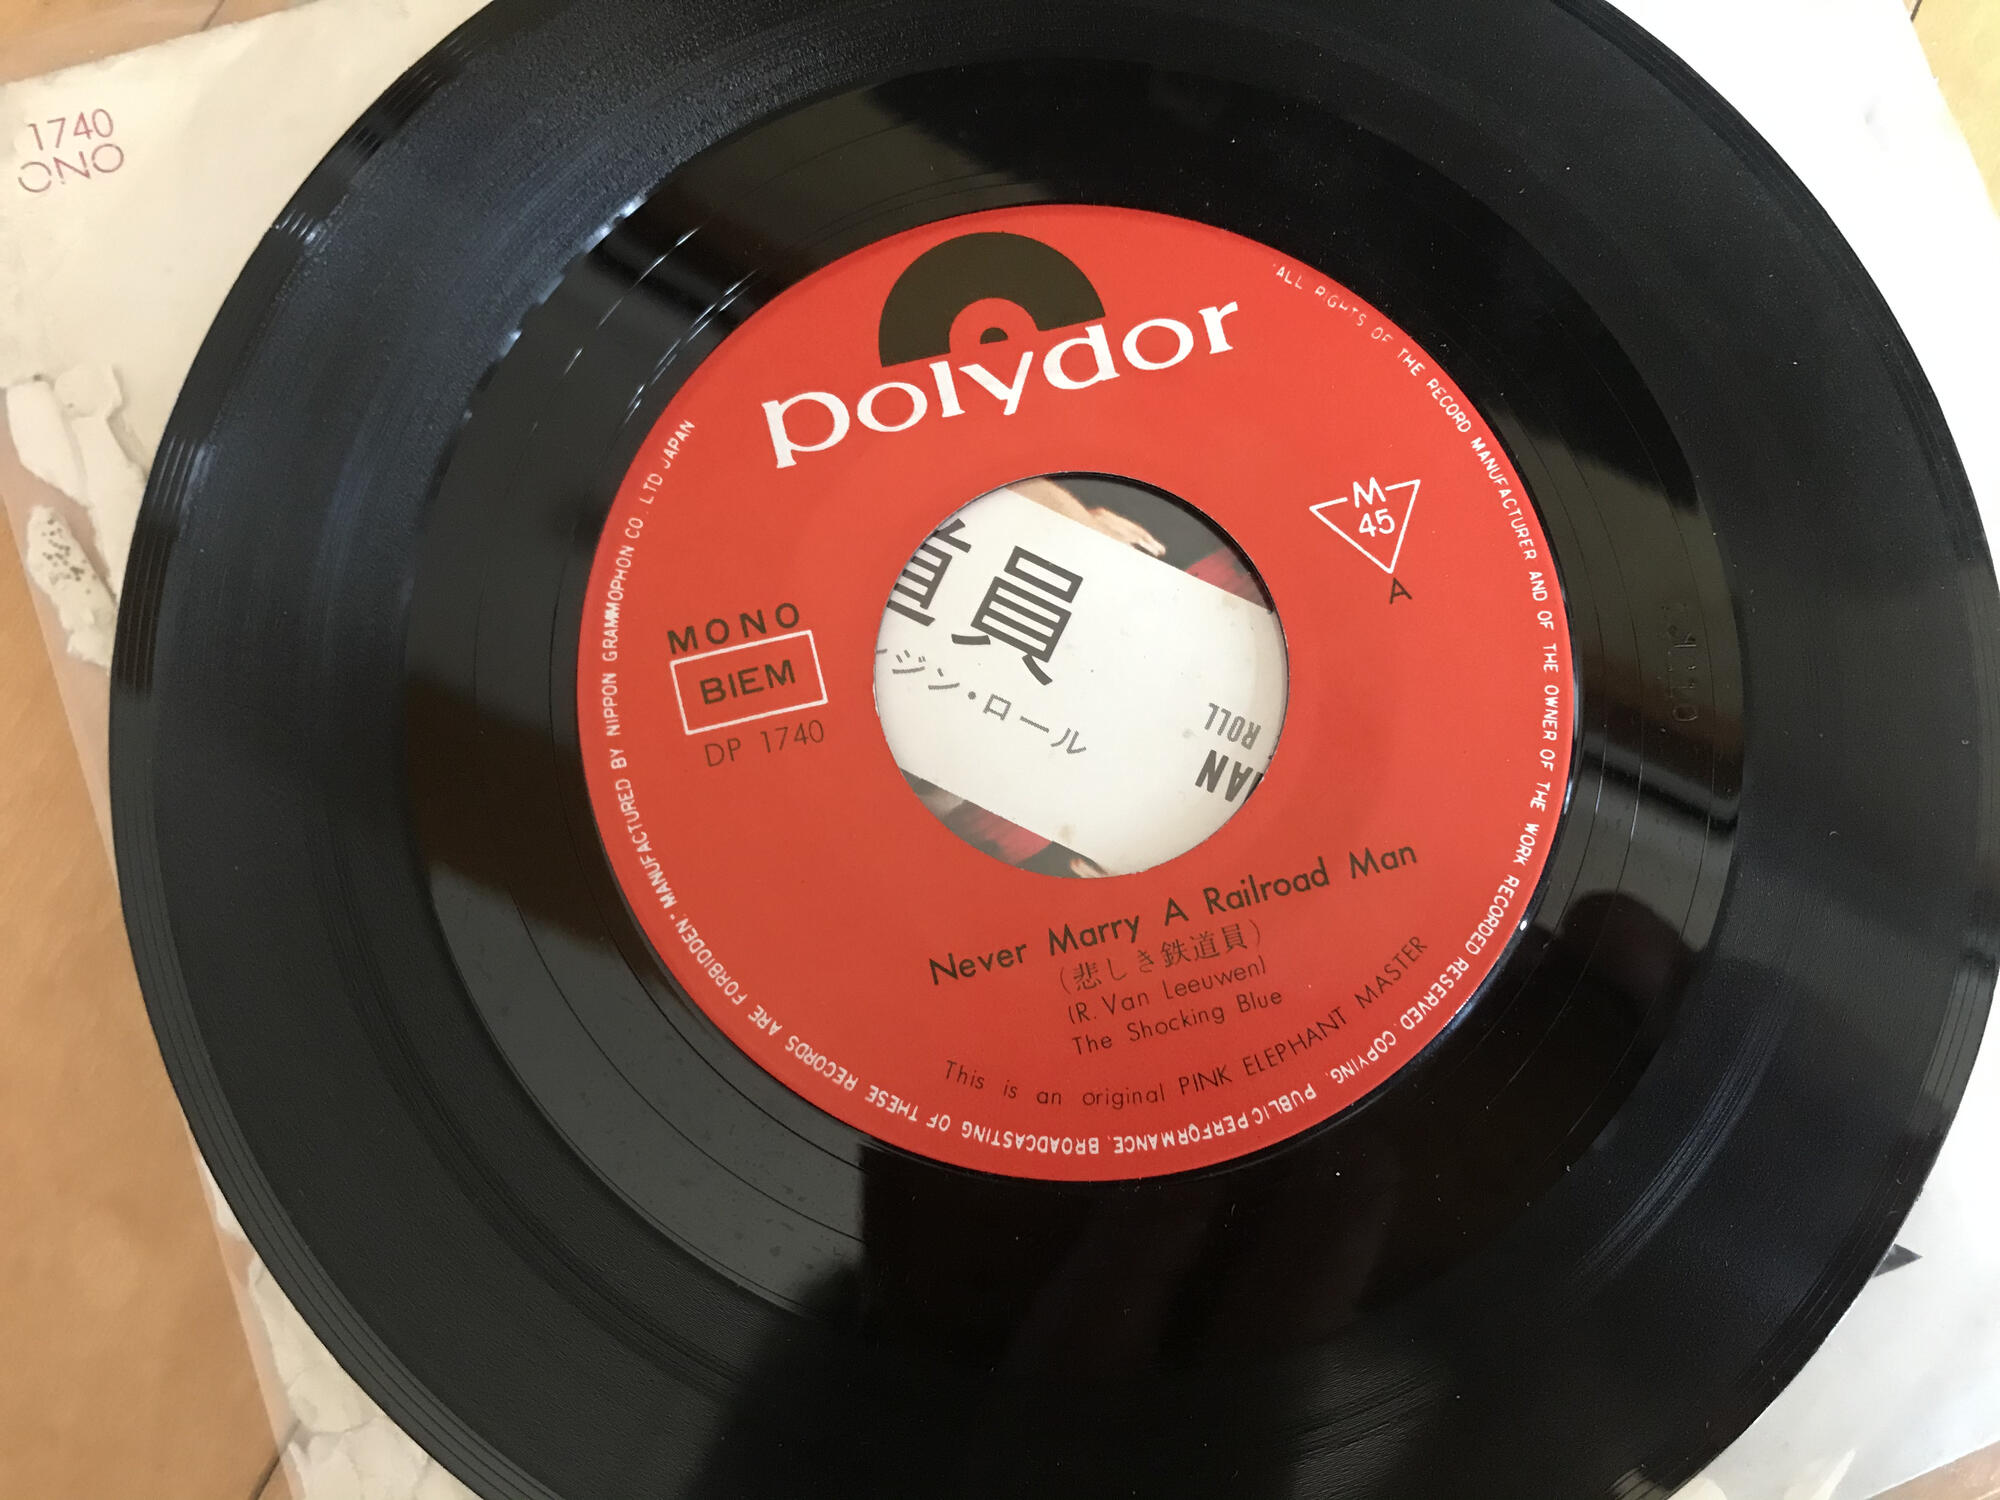 1740
polydor
M
45
A
MONO
BIEM
DP 1740
道員
ジン・ロール
ROLL
Never Marry A Railroad Man
(悲しき鉄道員)
(R. Van Leeuwen)
The Shocking Blue
This is an original PINK ELEPHANT MASTER
"ALL RIGHTS OF THE RECORD MANUFACTURER AND OF THE OWNER OF THE WORK RECORDED RESERVED. COPYING, PUBLIC PERFORMANCE, BROADCASTING OF THESE RECORDS ARE FORBIDDEN." MANUFACTURED BY NIPPON GRAMMOPHON CO. LTD JAPAN